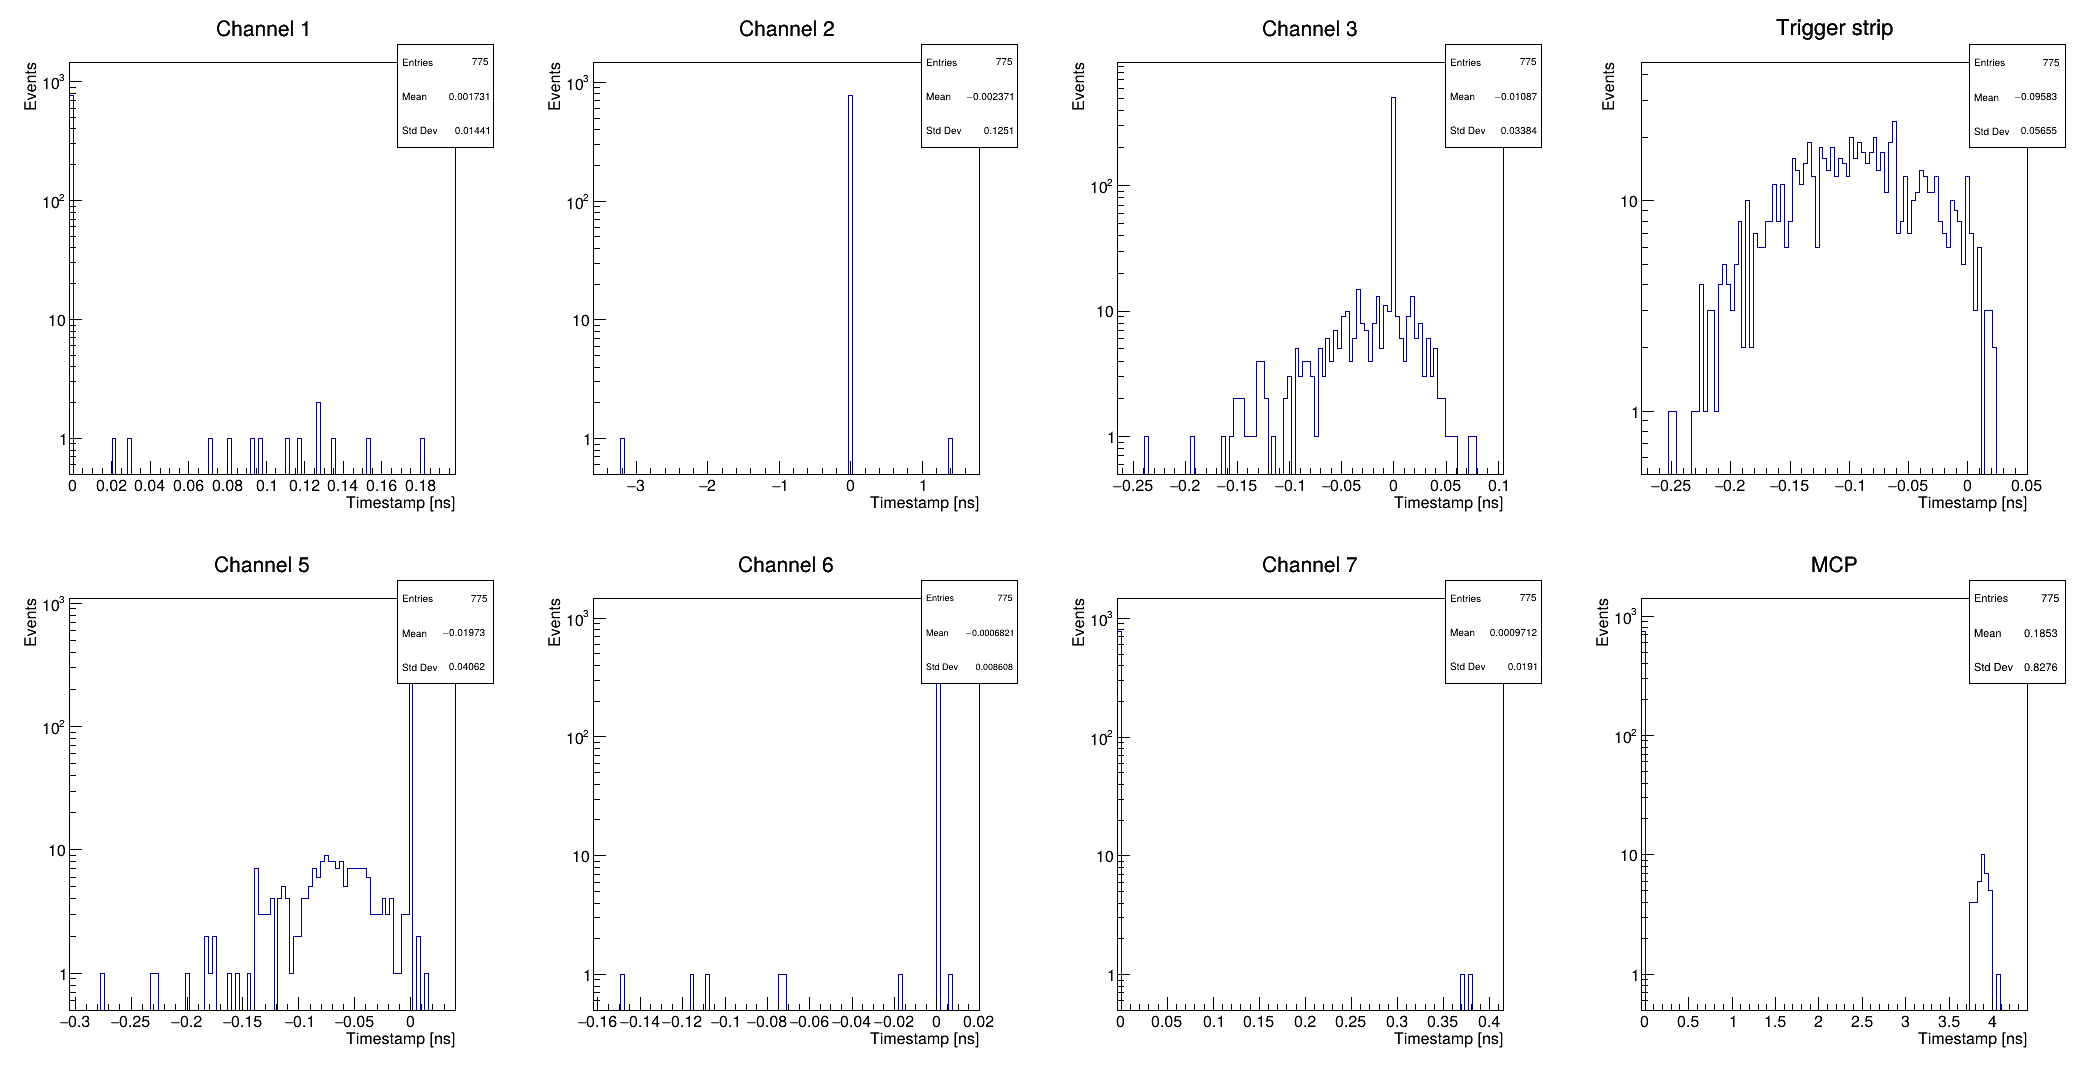 Channel 1
Events
Entries 775
Mean 0.001731
Std Dev 0.01441
10³
10²
10
1
0 0.02 0.04 0.06 0.08 0.1 0.12 0.14 0.16 0.18
Timestamp [ns]
Channel 2
Events
Entries 775
Mean −0.002371
Std Dev 0.1251
10³
10²
10
1
−3 −2 −1 0 1
Timestamp [ns]
Channel 3
Events
Entries 775
Mean −0.01087
Std Dev 0.03384
10²
10
1
−0.25 −0.2 −0.15 −0.1 −0.05 0 0.05 0.1
Timestamp [ns]
Trigger strip
Events
Entries 775
Mean −0.09583
Std Dev 0.05655
10
1
−0.25 −0.2 −0.15 −0.1 −0.05 0 0.05
Timestamp [ns]
Channel 5
Events
Entries 775
Mean −0.01973
Std Dev 0.04062
10³
10²
10
1
−0.3 −0.25 −0.2 −0.15 −0.1 −0.05 0
Timestamp [ns]
Channel 6
Events
Entries 775
Mean −0.0006821
Std Dev 0.008608
10³
10²
10
1
−0.16 −0.14 −0.12 −0.1 −0.08 −0.06 −0.04 −0.02 0 0.02
Timestamp [ns]
Channel 7
Events
Entries 775
Mean 0.0009712
Std Dev 0.0191
10³
10²
10
1
0 0.05 0.1 0.15 0.2 0.25 0.3 0.35 0.4
Timestamp [ns]
MCP
Events
Entries 775
Mean 0.1853
Std Dev 0.8276
10³
10²
10
1
0 0.5 1 1.5 2 2.5 3 3.5 4
Timestamp [ns]